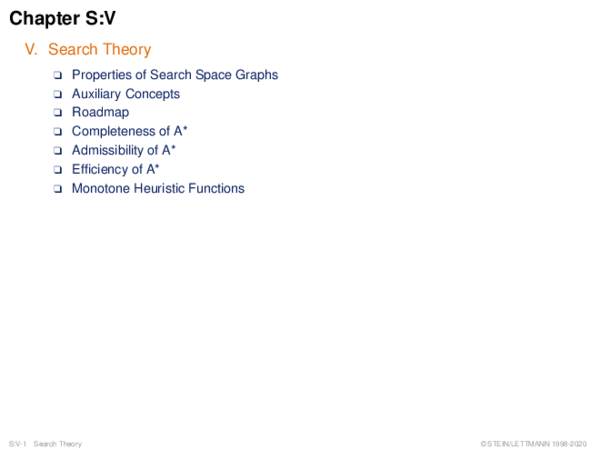 Chapter S:V
V. Search Theory
❑ Properties of Search Space Graphs
❑ Auxiliary Concepts
❑ Roadmap
❑ Completeness of A*
❑ Admissibility of A*
❑ Efficiency of A*
❑ Monotone Heuristic Functions
S:V-1 Search Theory
© STEIN/LETTMANN 1998-2020